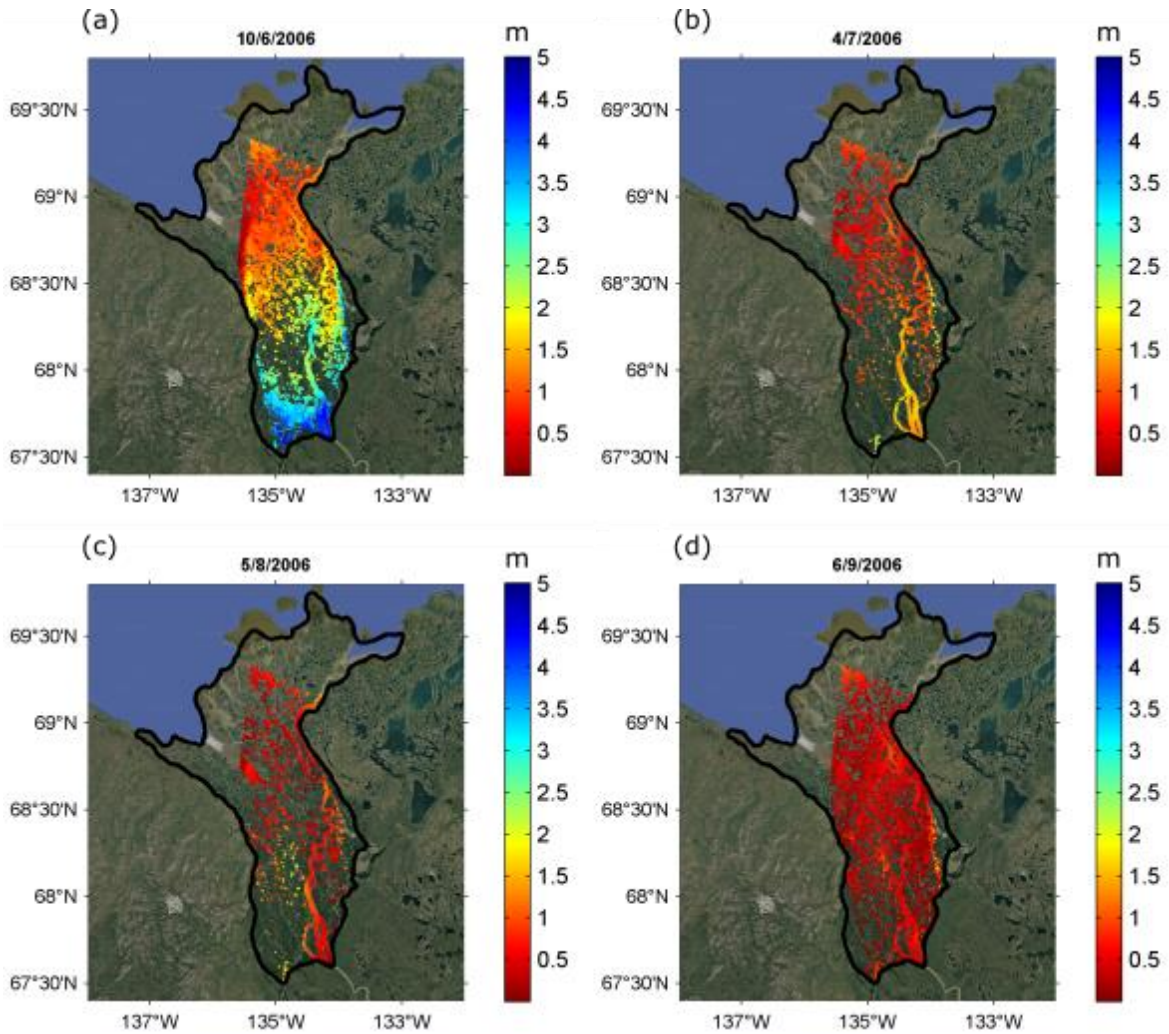 (a)
10/6/2006
m
5
4.5
4
3.5
3
2.5
2
1.5
1
0.5
69°30'N
69°N
68°30'N
68°N
67°30'N
137°W
135°W
133°W
(b)
4/7/2006
m
5
4.5
4
3.5
3
2.5
2
1.5
1
0.5
69°30'N
69°N
68°30'N
68°N
67°30'N
137°W
135°W
133°W
(c)
5/8/2006
m
5
4.5
4
3.5
3
2.5
2
1.5
1
0.5
69°30'N
69°N
68°30'N
68°N
67°30'N
137°W
135°W
133°W
(d)
6/9/2006
m
5
4.5
4
3.5
3
2.5
2
1.5
1
0.5
69°30'N
69°N
68°30'N
68°N
67°30'N
137°W
135°W
133°W